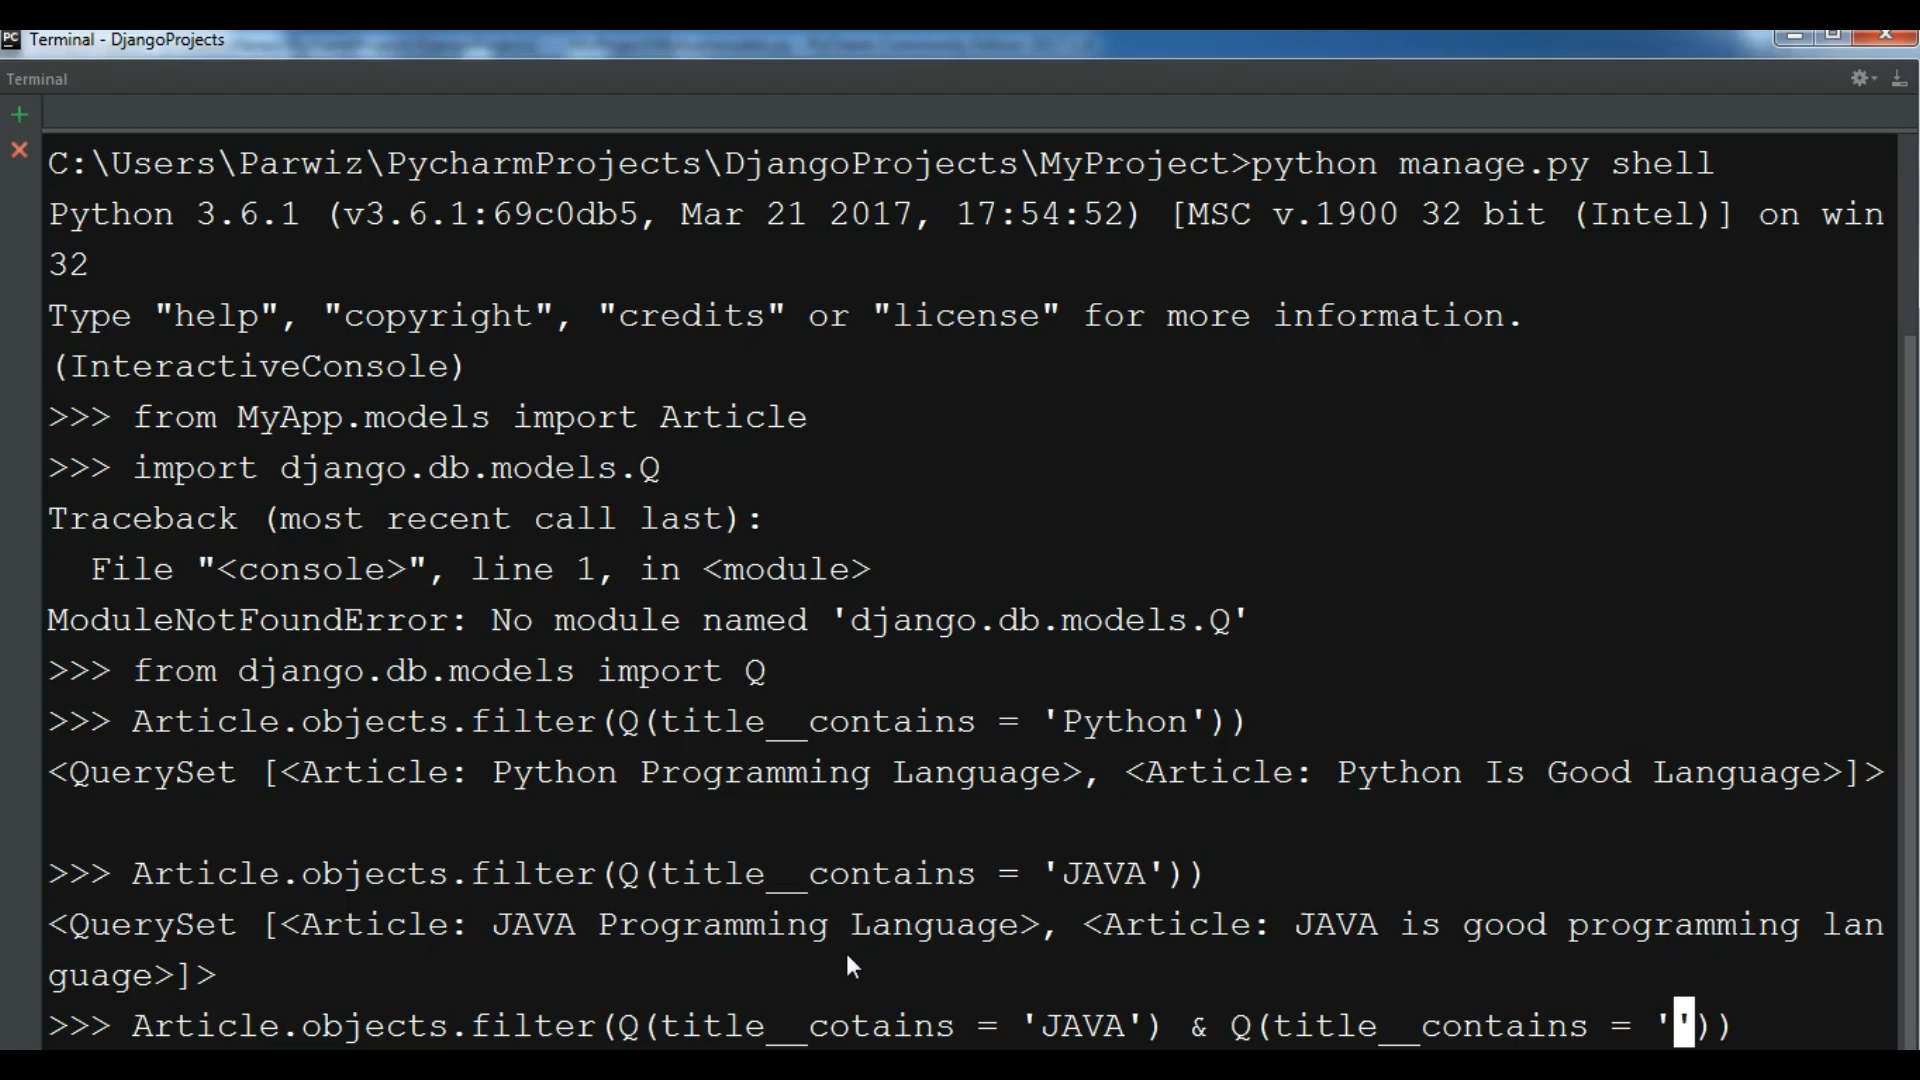 PC Terminal - DjangoProjects
Terminal
C:\Users\Parwiz\PycharmProjects\DjangoProjects\MyProject>python manage.py shell
Python 3.6.1 (v3.6.1:69c0db5, Mar 21 2017, 17:54:52) [MSC v.1900 32 bit (Intel)] on win
32
Type "help", "copyright", "credits" or "license" for more information.
(InteractiveConsole)
>>> from MyApp.models import Article
>>> import django.db.models.Q
Traceback (most recent call last):
  File "<console>", line 1, in <module>
ModuleNotFoundError: No module named 'django.db.models.Q'
>>> from django.db.models import Q
>>> Article.objects.filter(Q(title__contains = 'Python'))
<QuerySet [<Article: Python Programming Language>, <Article: Python Is Good Language>]>
>>> Article.objects.filter(Q(title__contains = 'JAVA'))
<QuerySet [<Article: JAVA Programming Language>, <Article: JAVA is good programming lan
guage>]>
>>> Article.objects.filter(Q(title__cotains = 'JAVA') & Q(title__contains = ''))